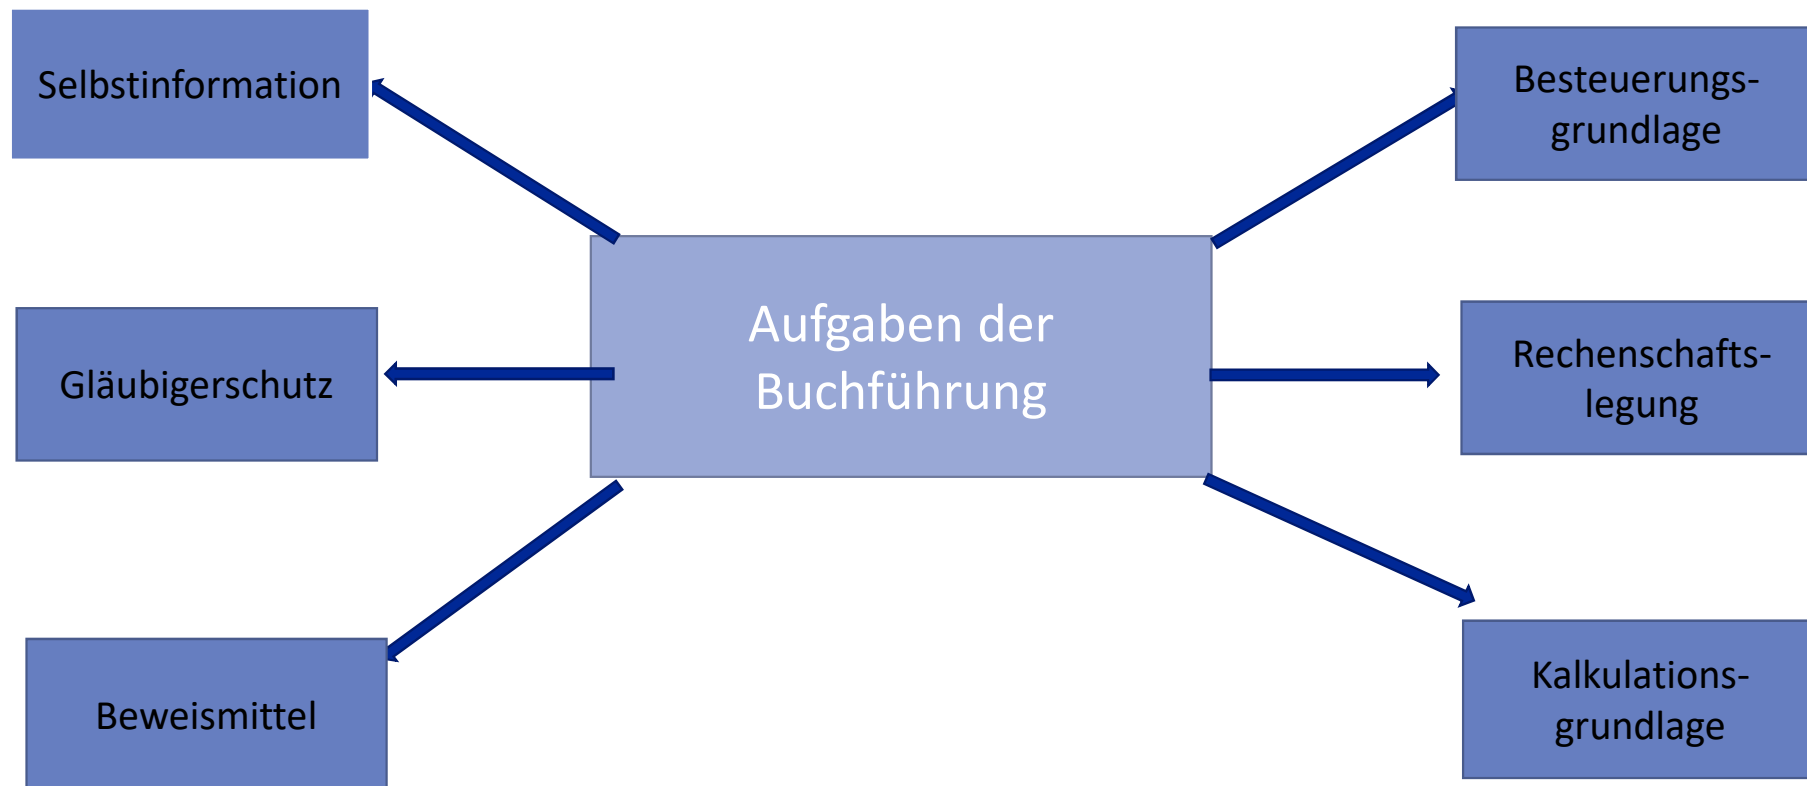 Selbstinformation
Besteuerungs-
grundlage
Aufgaben der
Buchführung
Gläubigerschutz
Rechenschafts-
legung
Beweismittel
Kalkulations-
grundlage